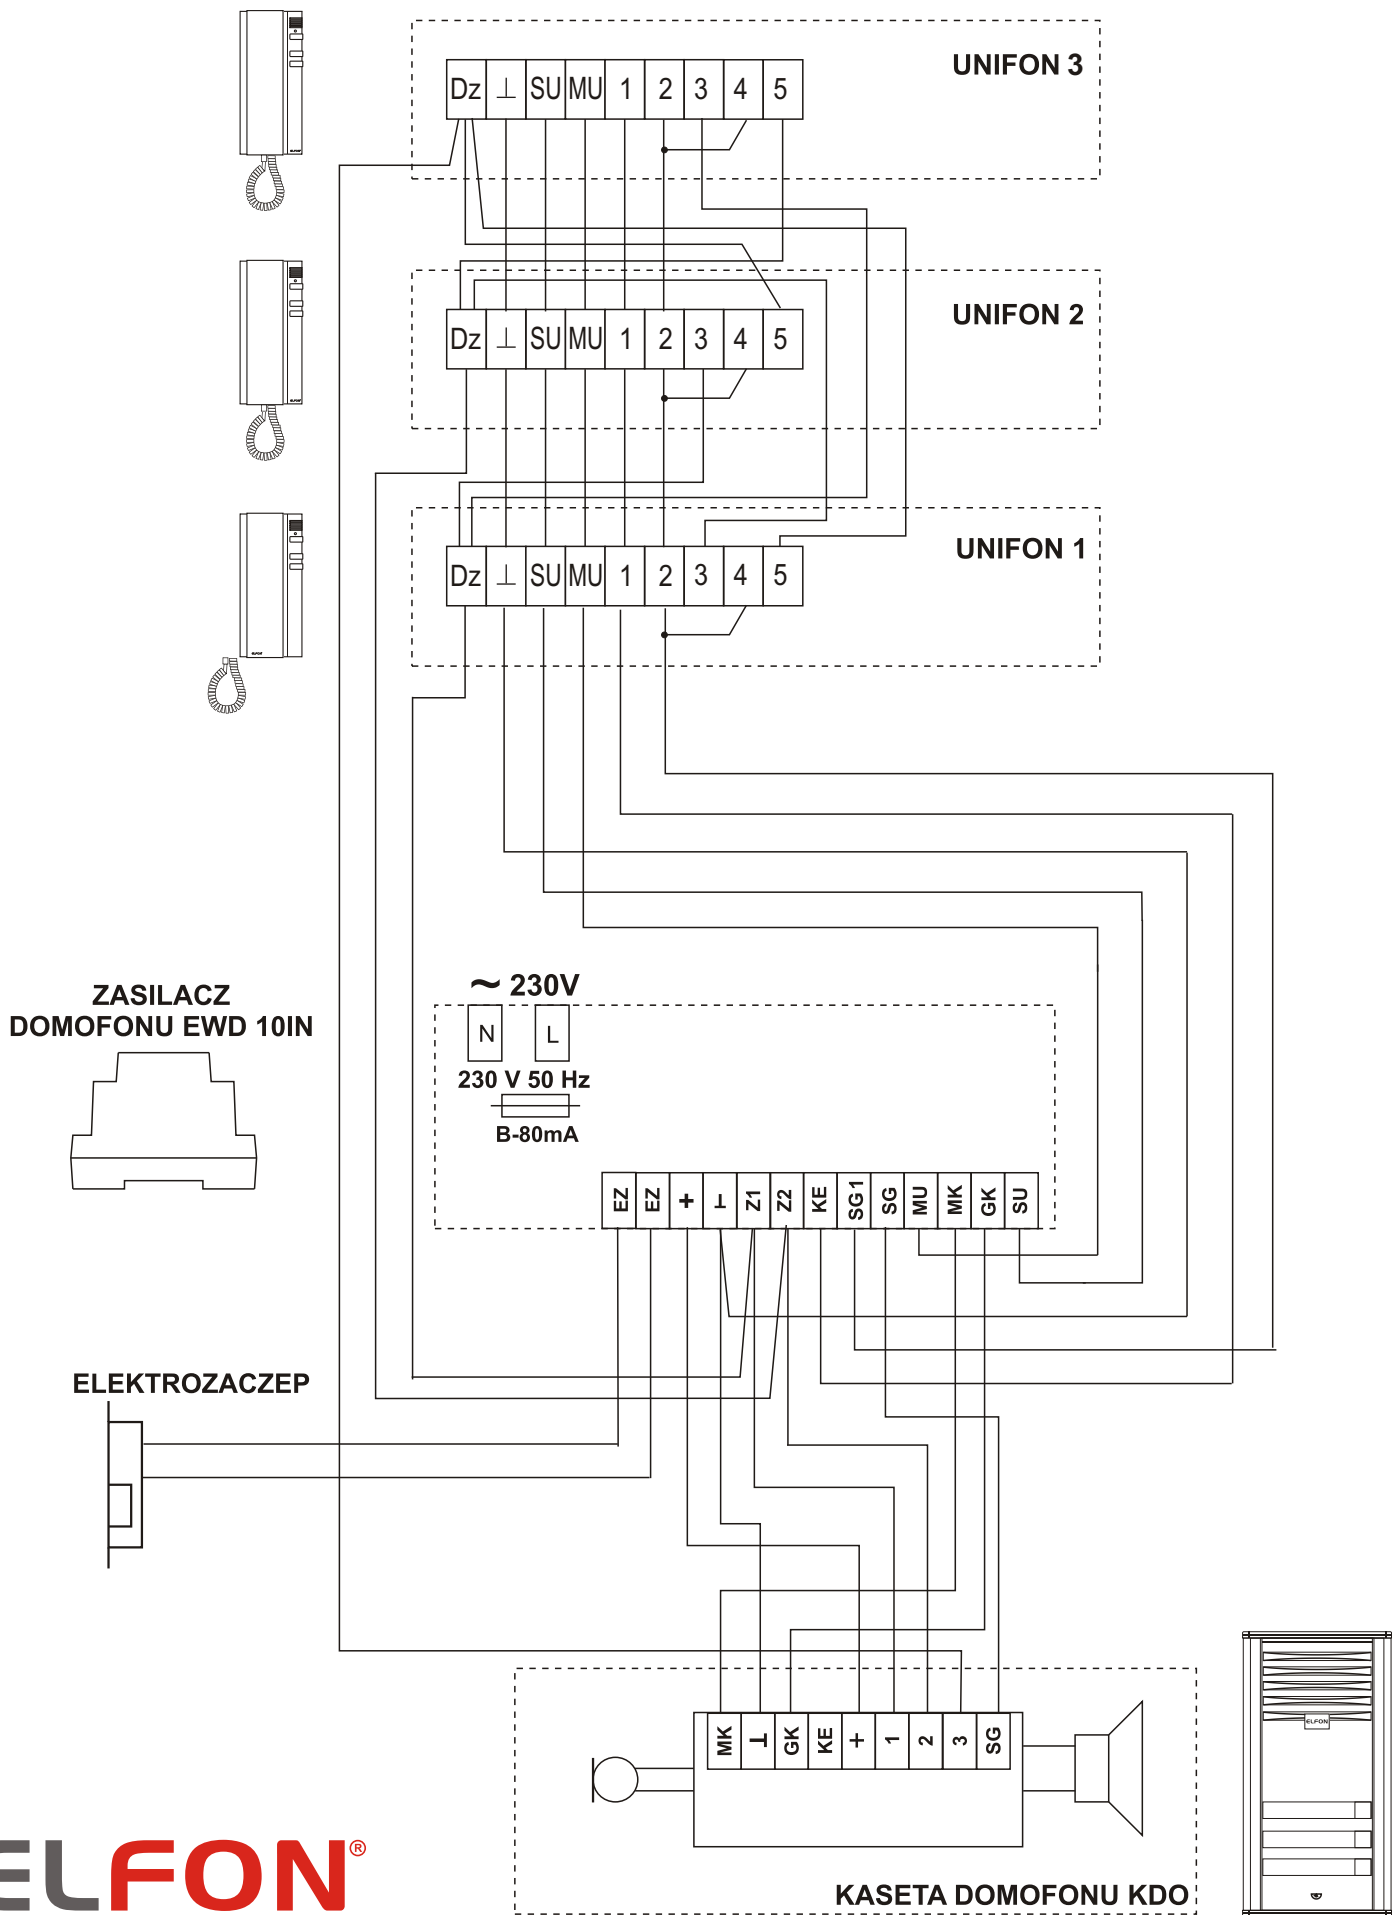 UNIFON 3
Dz ⊥ SU MU 1 2 3 4 5
UNIFON 2
Dz ⊥ SU MU 1 2 3 4 5
UNIFON 1
Dz ⊥ SU MU 1 2 3 4 5
ZASILACZ
DOMOFONU EWD 10IN
~ 230V
N L
230 V 50 Hz
B-80mA
EZ EZ + ⊥ Z1 Z2 KE SG1 SG MU MK GK SU
ELEKTROZACZEP
MK ⊥ GK KE + 1 2 3 SG
KASETA DOMOFONU KDO
ELFON
ELFON®